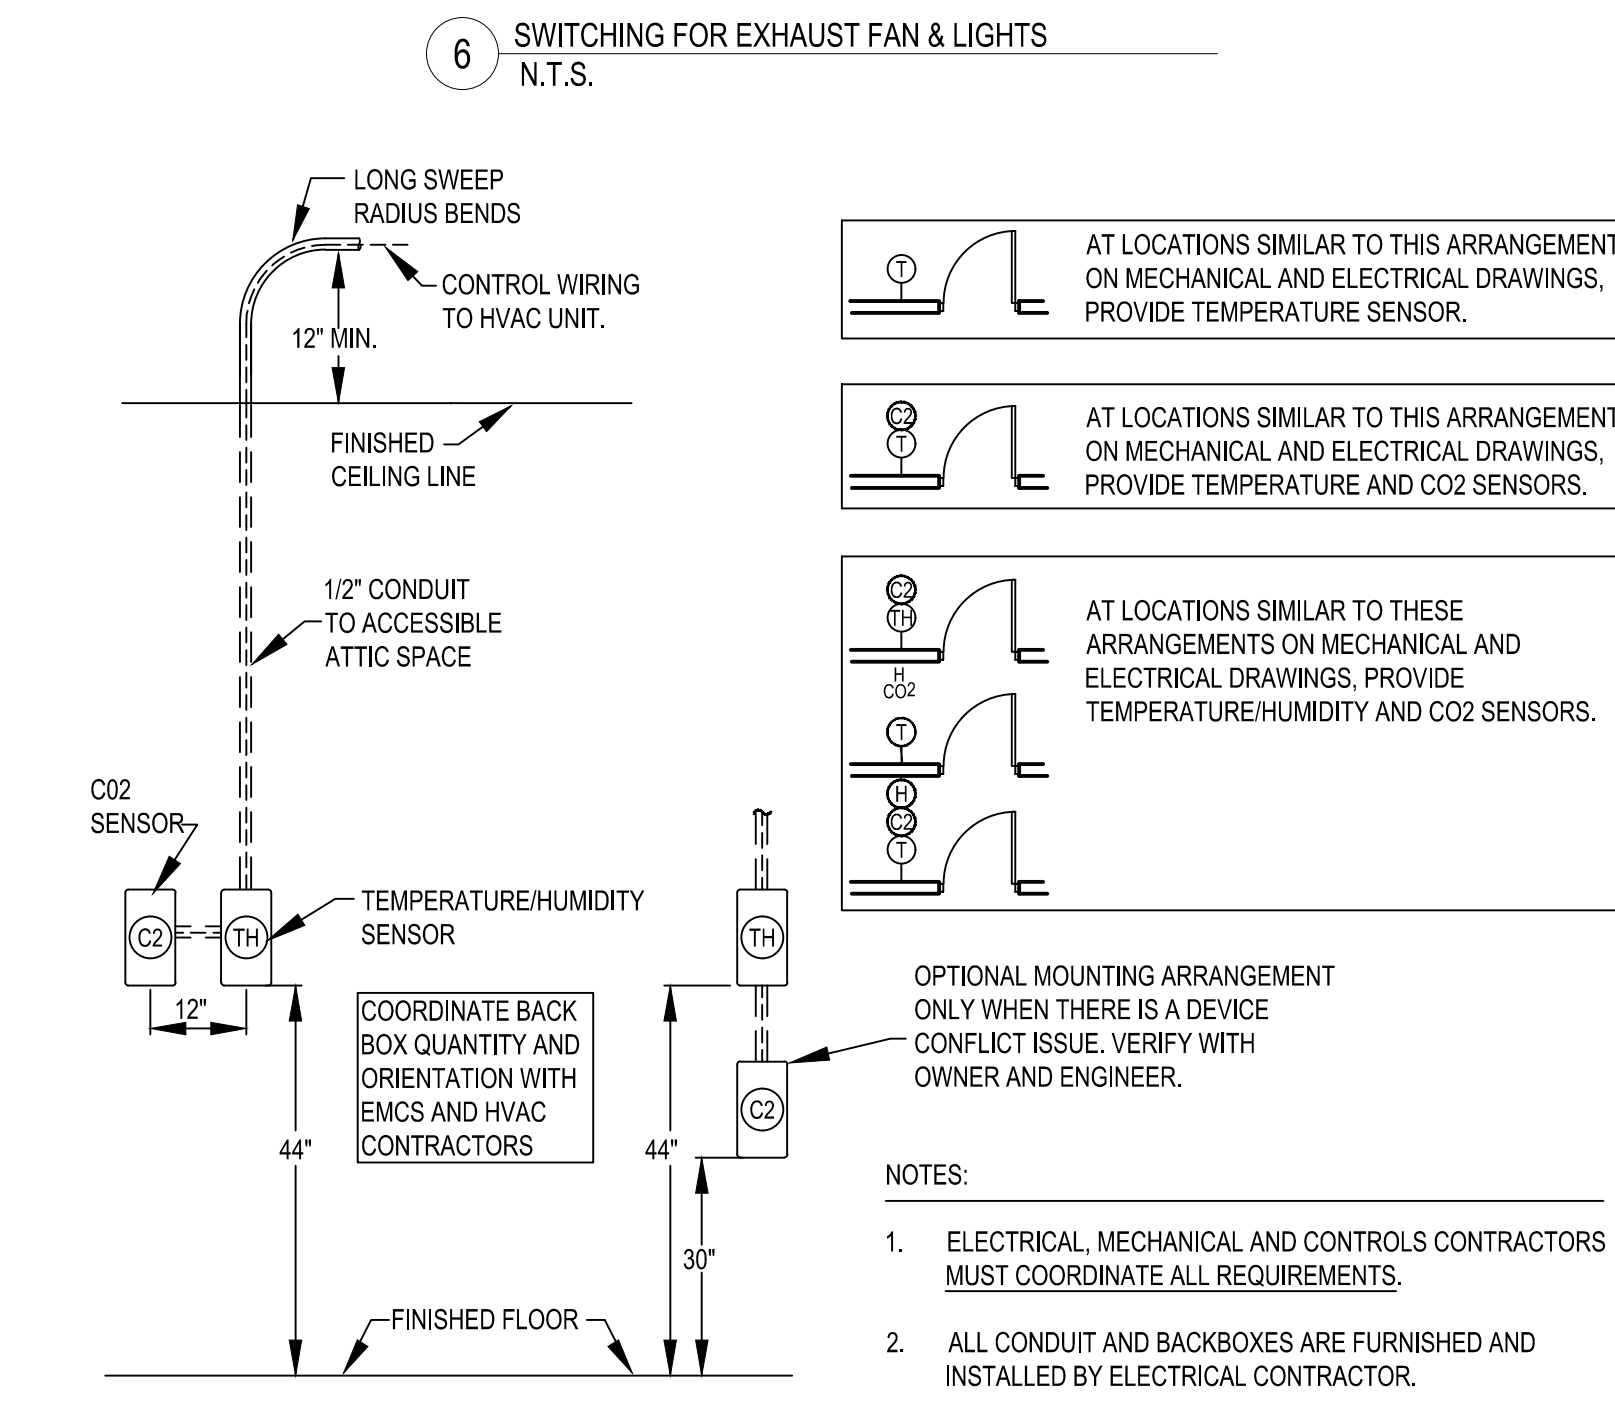 6
SWITCHING FOR EXHAUST FAN & LIGHTS
N.T.S.
LONG SWEEP
RADIUS BENDS
CONTROL WIRING
TO HVAC UNIT.
12" MIN.
FINISHED
CEILING LINE
1/2" CONDUIT
TO ACCESSIBLE
ATTIC SPACE
C02
SENSOR
C2
TH
TEMPERATURE/HUMIDITY
SENSOR
12"
COORDINATE BACK
BOX QUANTITY AND
ORIENTATION WITH
EMCS AND HVAC
CONTRACTORS
44"
FINISHED FLOOR
TH
C2
44"
30"
T
AT LOCATIONS SIMILAR TO THIS ARRANGEMENT
ON MECHANICAL AND ELECTRICAL DRAWINGS,
PROVIDE TEMPERATURE SENSOR.
C2
T
AT LOCATIONS SIMILAR TO THIS ARRANGEMENT
ON MECHANICAL AND ELECTRICAL DRAWINGS,
PROVIDE TEMPERATURE AND CO2 SENSORS.
C2
TH
H
CO2
T
H
C2
T
AT LOCATIONS SIMILAR TO THESE
ARRANGEMENTS ON MECHANICAL AND
ELECTRICAL DRAWINGS, PROVIDE
TEMPERATURE/HUMIDITY AND CO2 SENSORS.
OPTIONAL MOUNTING ARRANGEMENT
ONLY WHEN THERE IS A DEVICE
CONFLICT ISSUE. VERIFY WITH
OWNER AND ENGINEER.
NOTES:
1. ELECTRICAL, MECHANICAL AND CONTROLS CONTRACTORS
MUST COORDINATE ALL REQUIREMENTS.
2. ALL CONDUIT AND BACKBOXES ARE FURNISHED AND
INSTALLED BY ELECTRICAL CONTRACTOR.